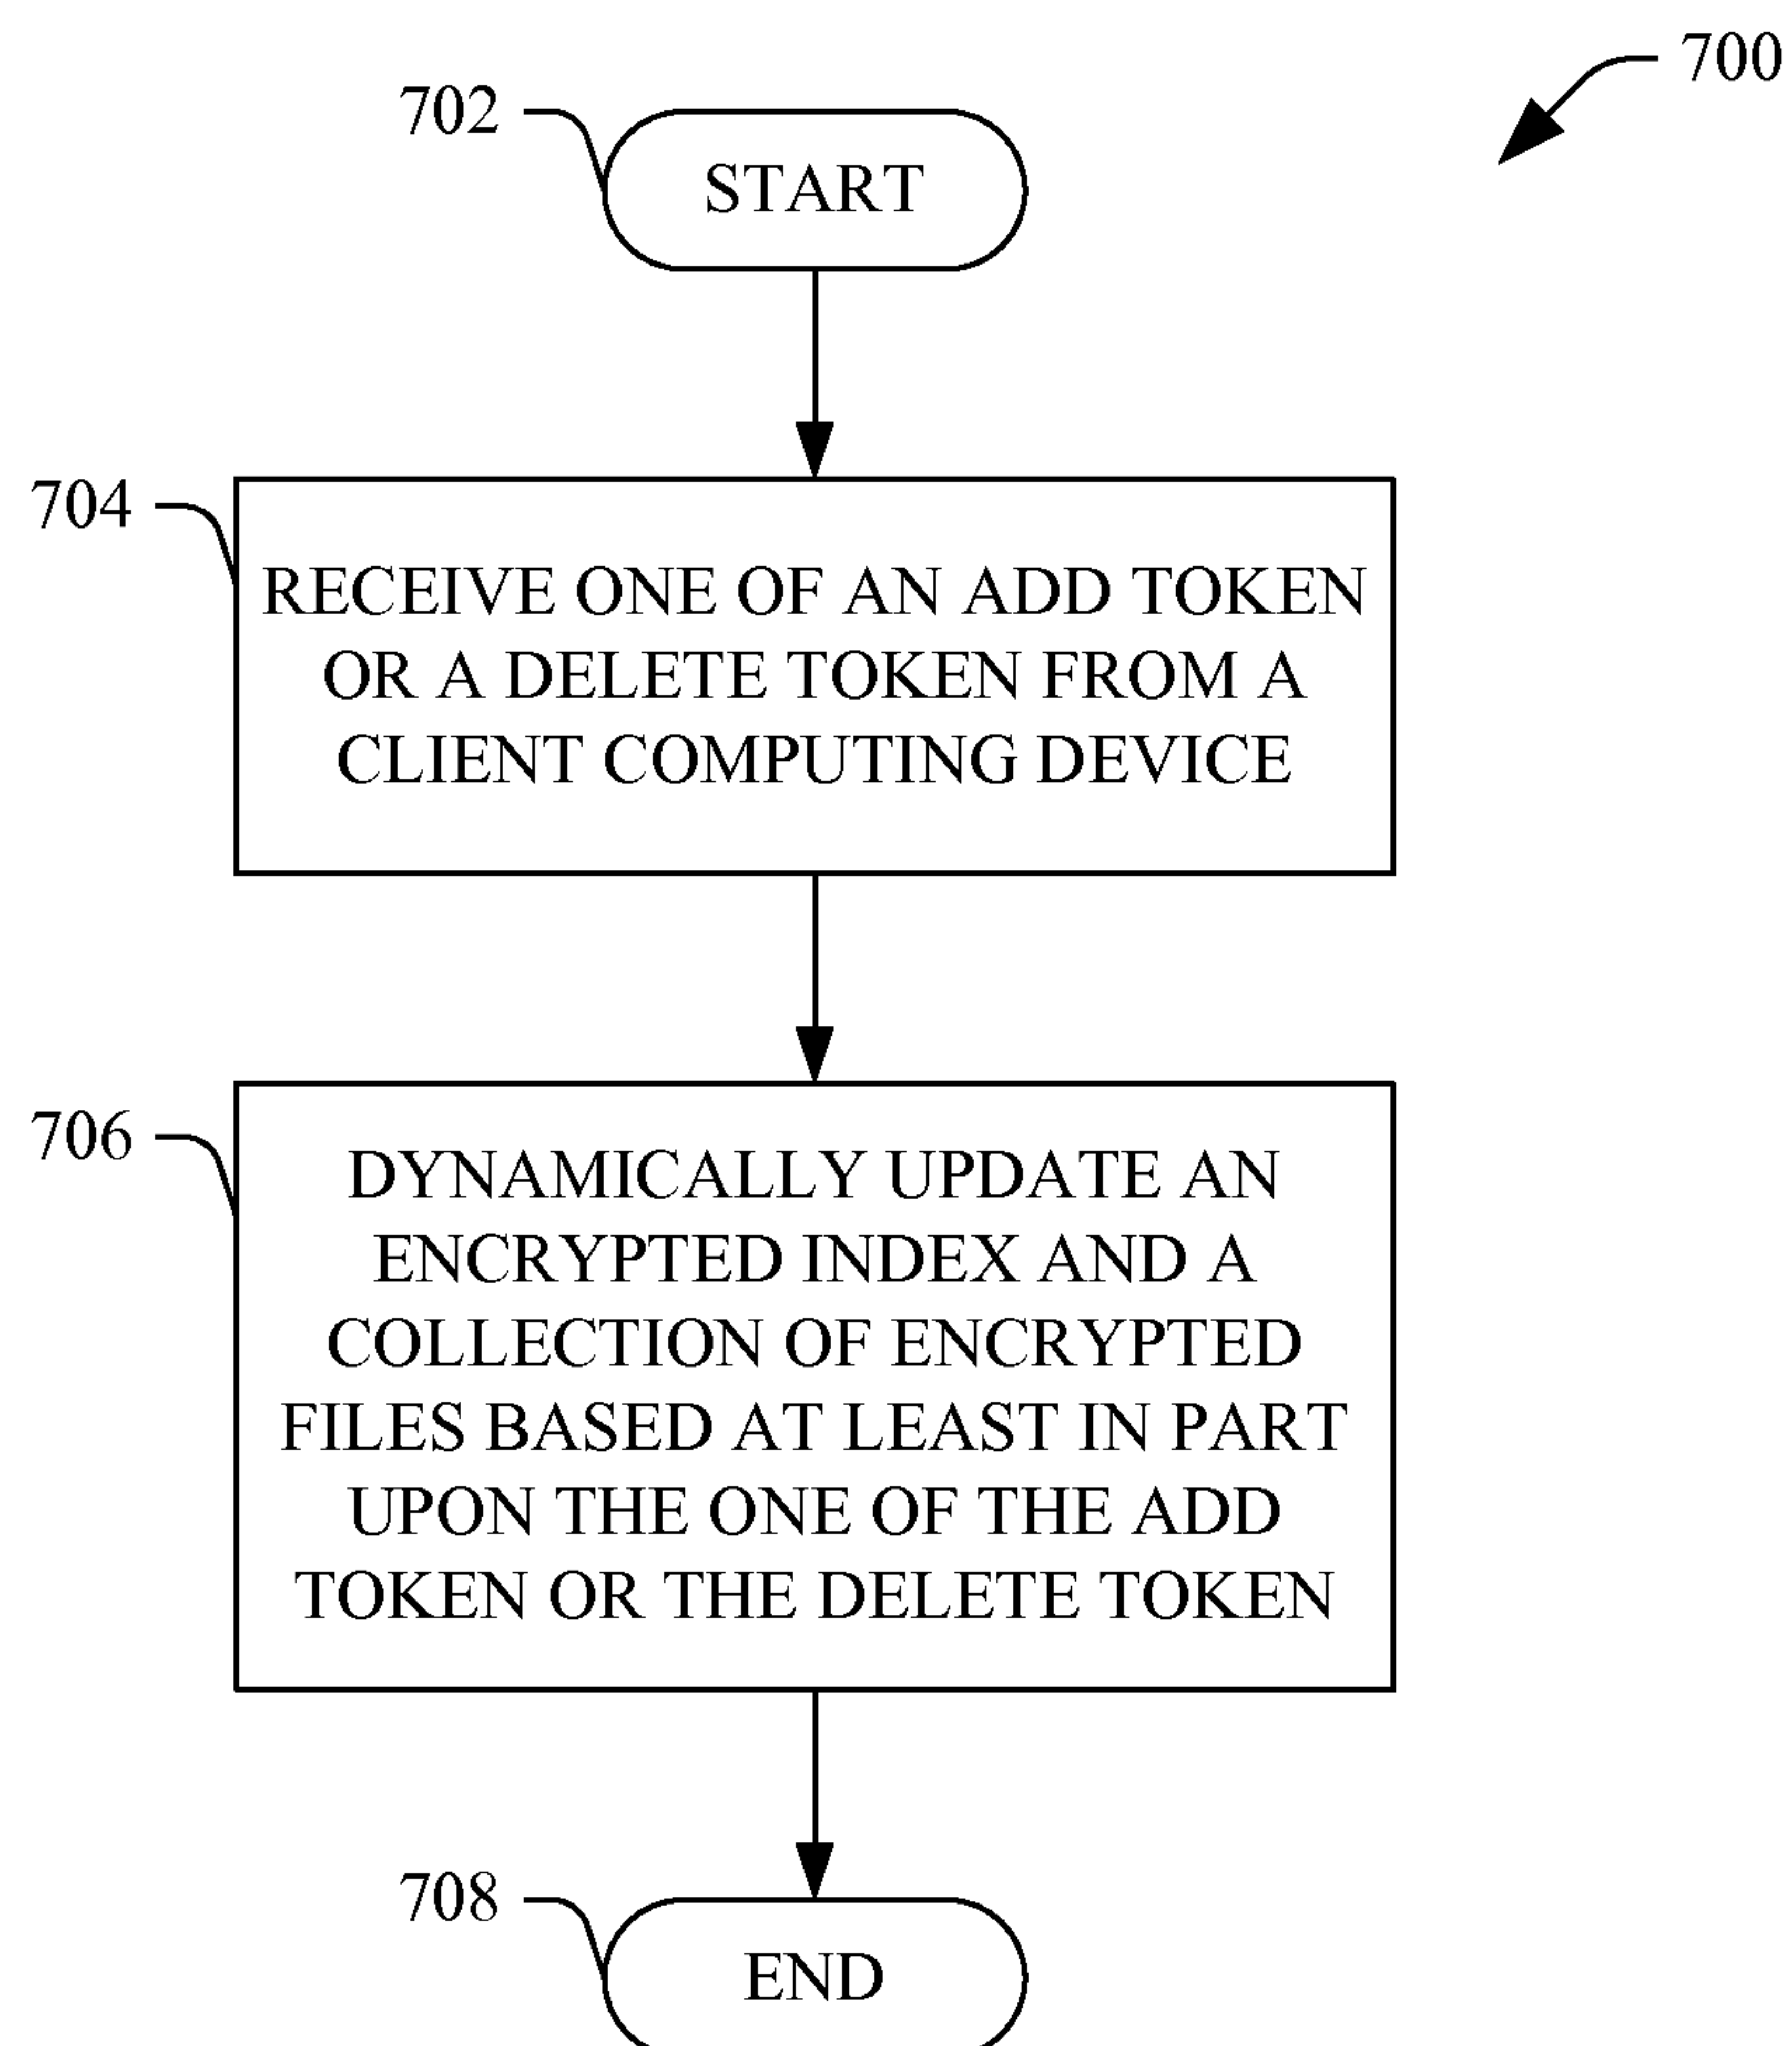 700
702
START
704
RECEIVE ONE OF AN ADD TOKEN
OR A DELETE TOKEN FROM A
CLIENT COMPUTING DEVICE
706
DYNAMICALLY UPDATE AN
ENCRYPTED INDEX AND A
COLLECTION OF ENCRYPTED
FILES BASED AT LEAST IN PART
UPON THE ONE OF THE ADD
TOKEN OR THE DELETE TOKEN
708
END